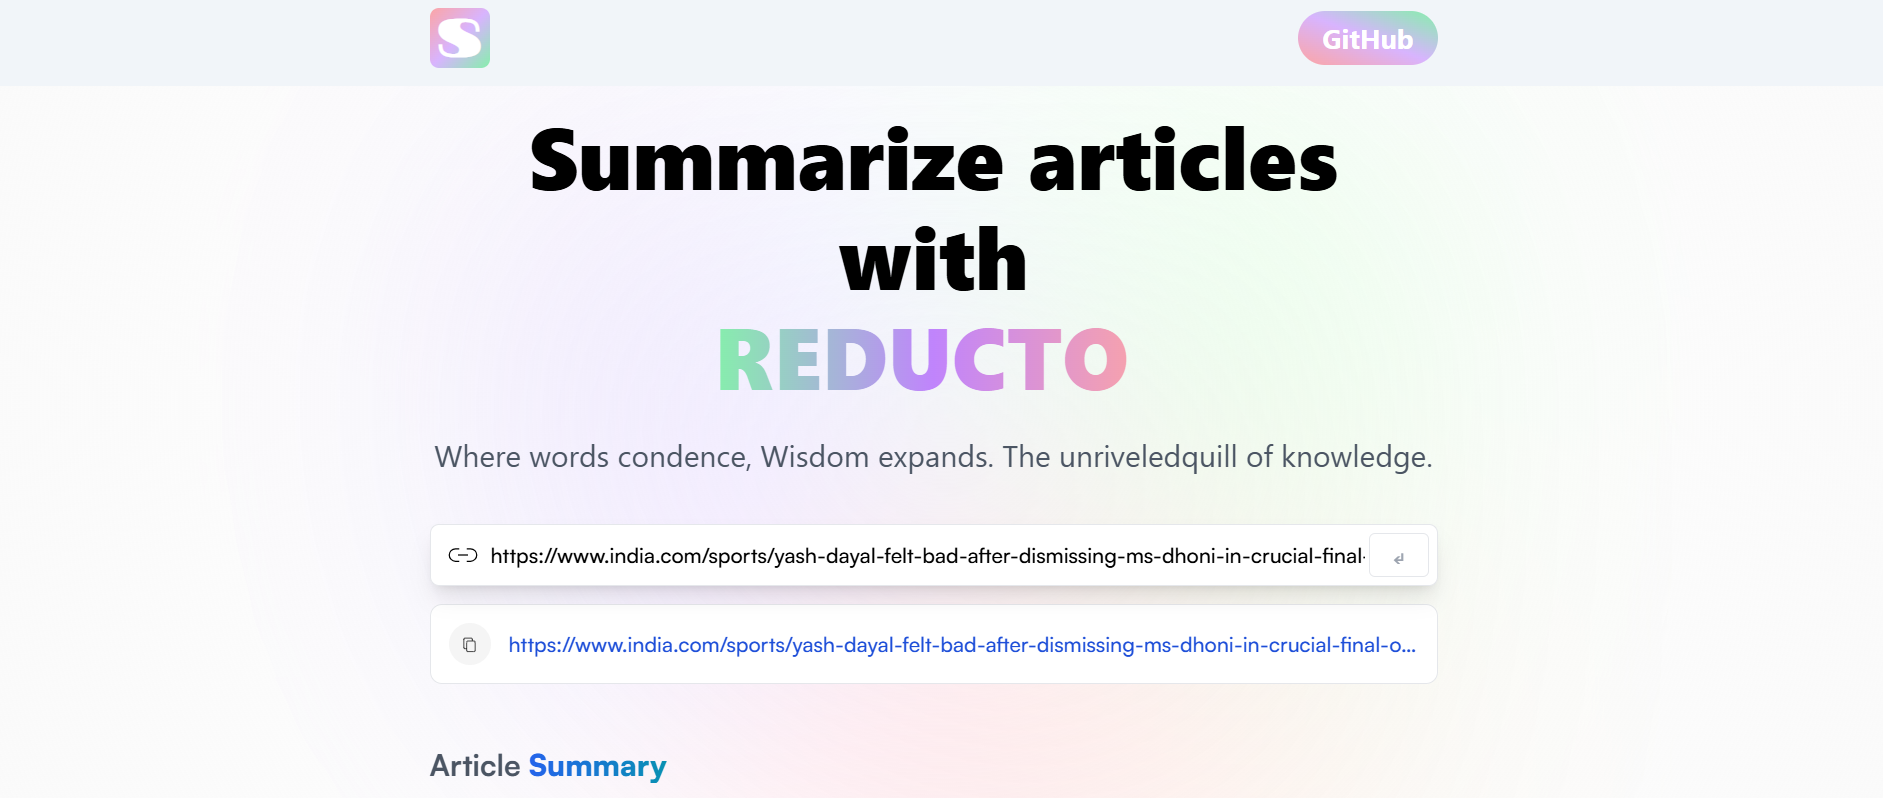 S
GitHub
Summarize articles
with
REDUCTO
Where words condence, Wisdom expands. The unriveledquill of knowledge.
https://www.india.com/sports/yash-dayal-felt-bad-after-dismissing-ms-dhoni-in-crucial-final-
https://www.india.com/sports/yash-dayal-felt-bad-after-dismissing-ms-dhoni-in-crucial-final-o...
Article Summary